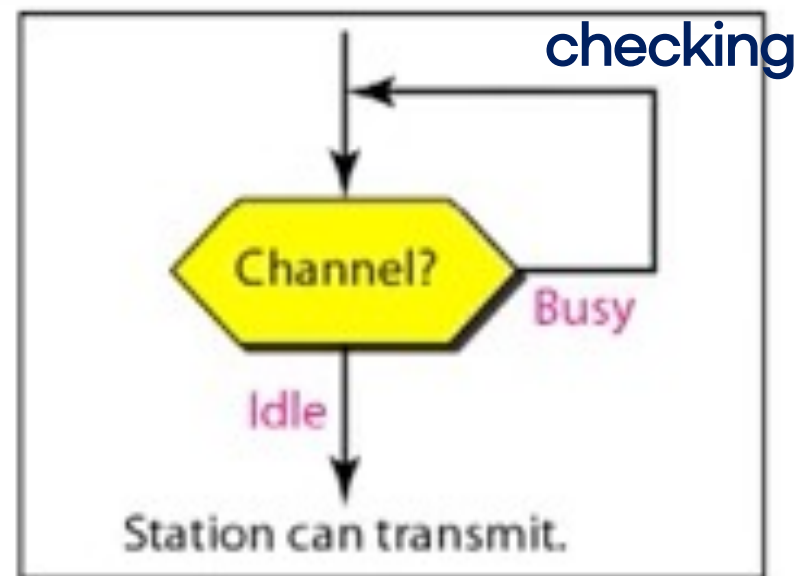 checking
Channel?
Busy
Idle
Station can transmit.